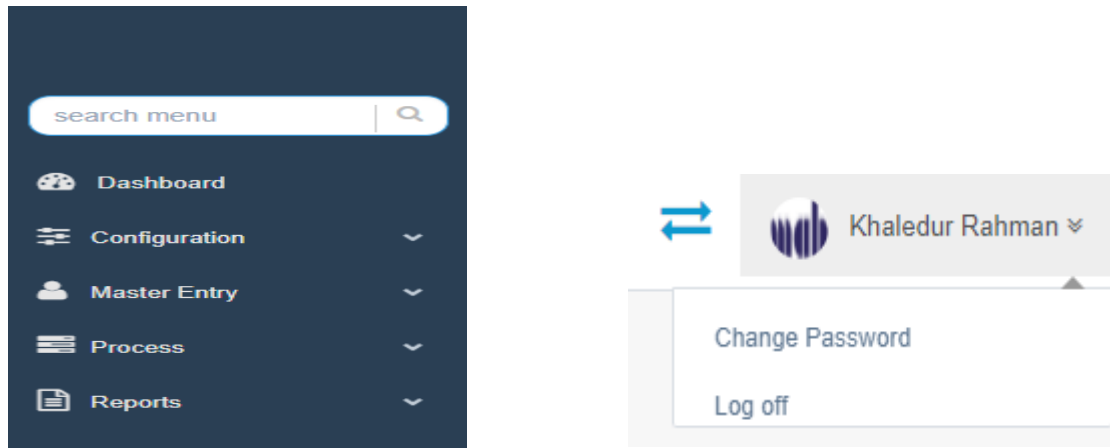 search menu
Dashboard
Configuration
Master Entry
Process
Reports
Khaledur Rahman
Change Password
Log off